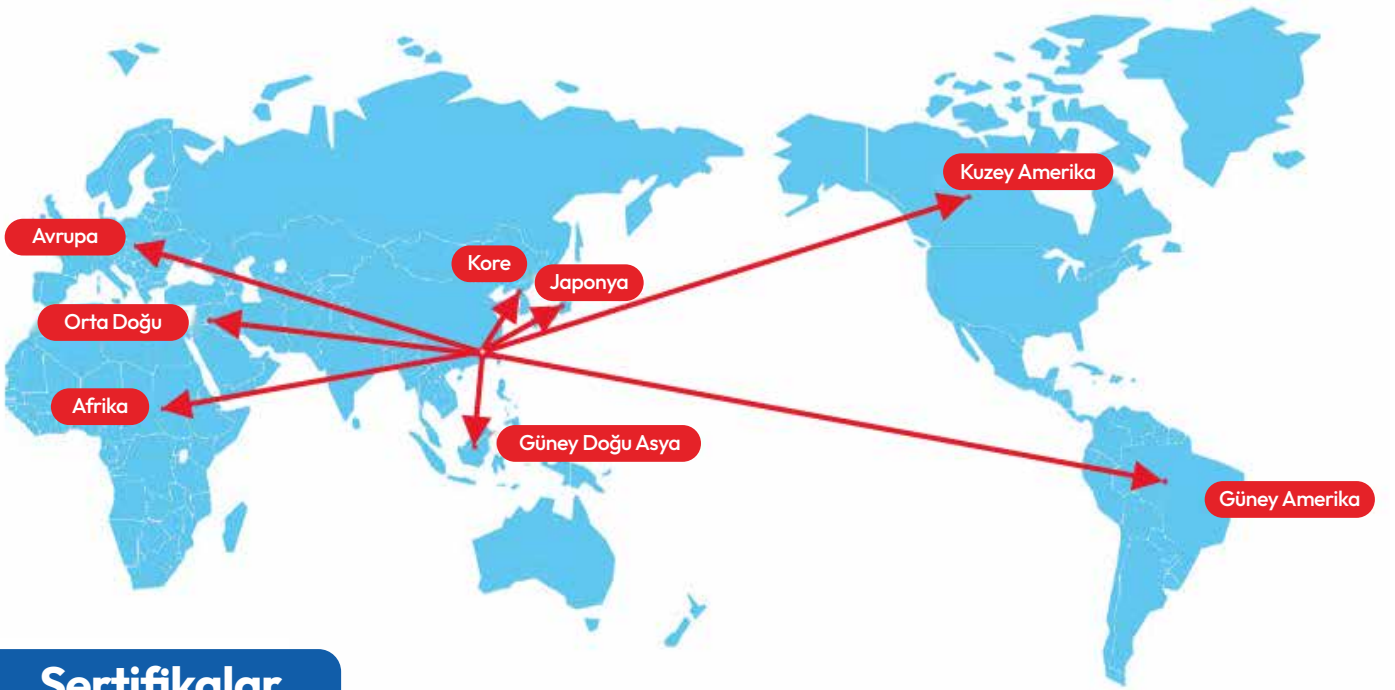 Kuzey Amerika
Avrupa
Kore
Japonya
Orta Doğu
Afrika
Güney Doğu Asya
Güney Amerika
Sertifikalar